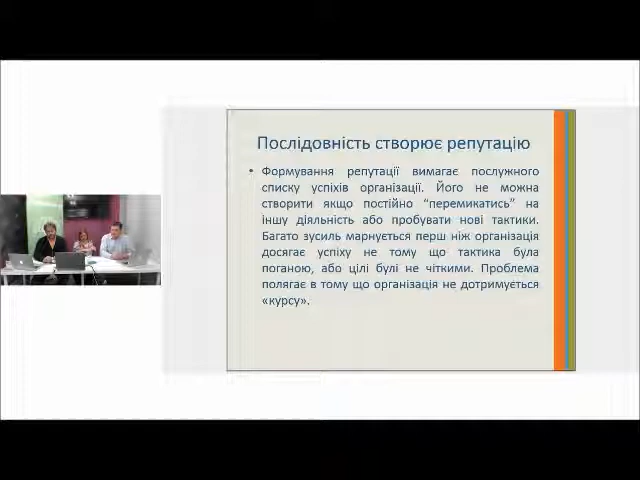 Послідовність створює репутацію
• Формування репутації вимагає послужного
списку успіхів організації. Його не можна
створити якщо постійно “перемикатись” на
іншу діяльність або пробувати нові тактики.
Багато зусиль марнується перш ніж організація
досягає успіху не тому що тактика була
поганою, або цілі булі не чіткими. Проблема
полягає в тому що організація не дотримується
«курсу».